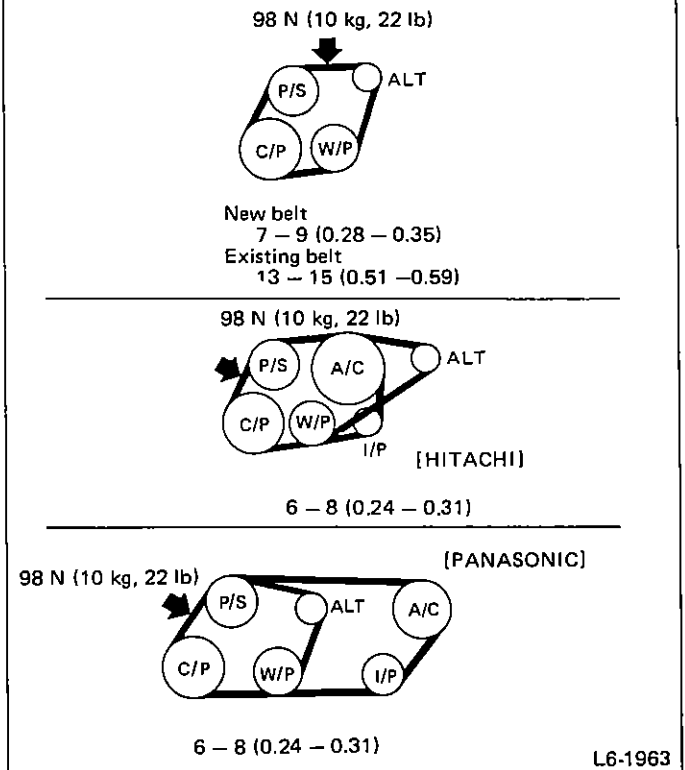 98 N (10 kg, 22 lb)
P/S
ALT
C/P
W/P
New belt
7 – 9 (0.28 – 0.35)
Existing belt
13 – 15 (0.51 –0.59)
98 N (10 kg, 22 lb)
P/S
A/C
ALT
C/P
W/P
I/P
[HITACHI]
6 – 8 (0.24 – 0.31)
[PANASONIC]
98 N (10 kg, 22 lb)
P/S
ALT
A/C
C/P
W/P
I/P
6 – 8 (0.24 – 0.31)
L6-1963